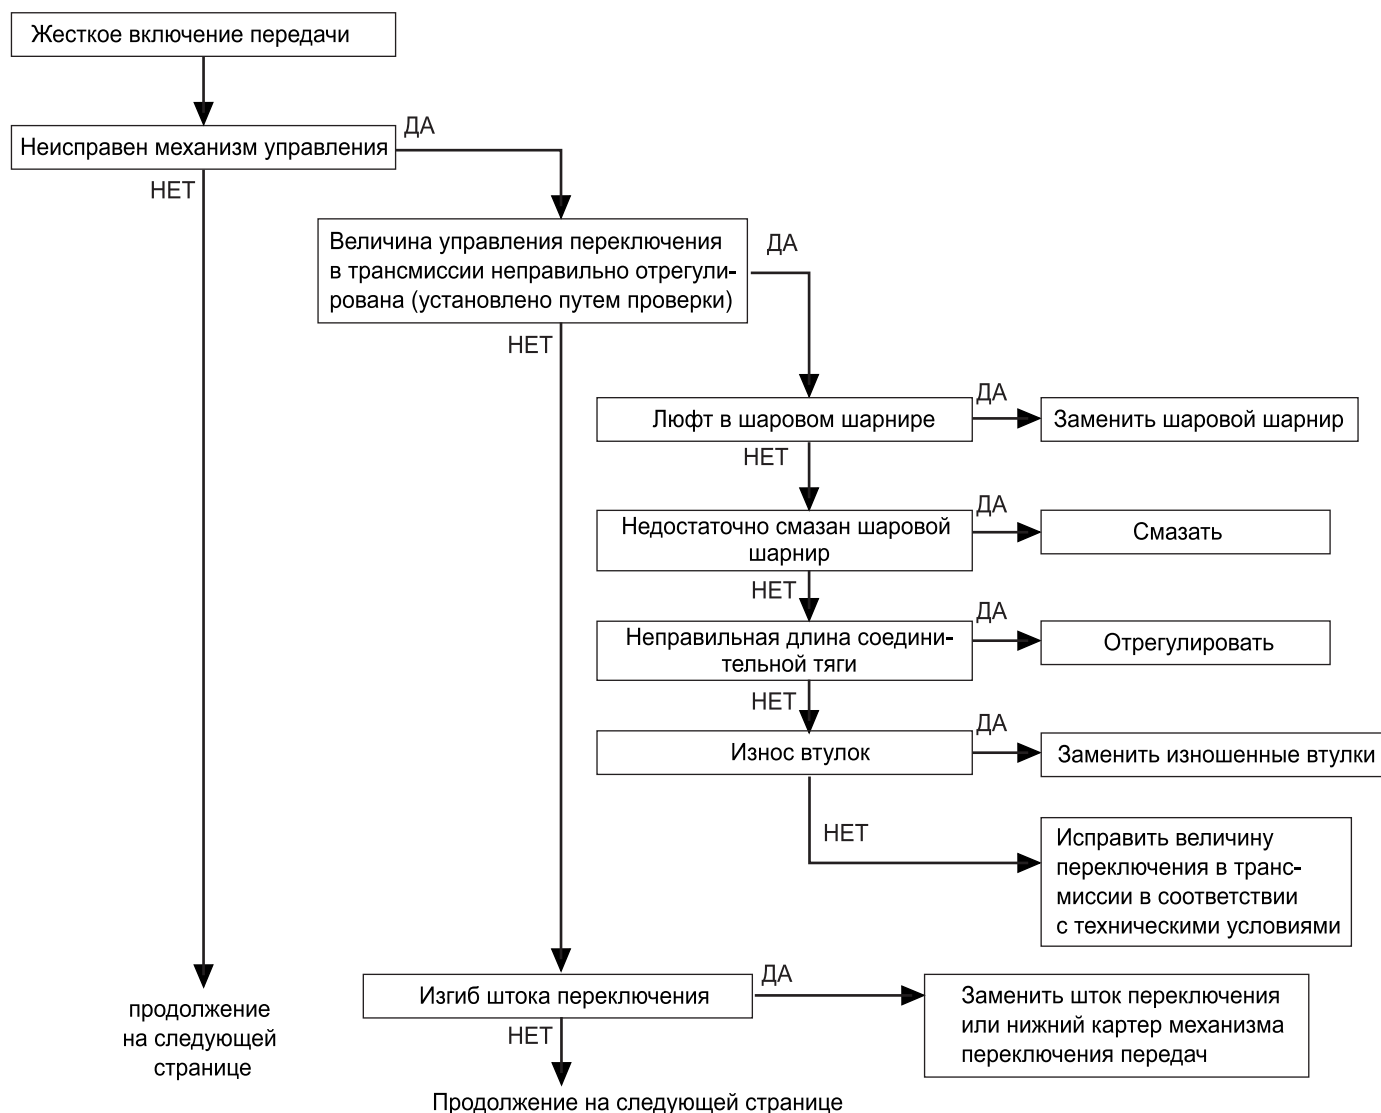 Жесткое включение передачи
Неисправен механизм управления
ДА
НЕТ
Величина управления переключения
в трансмиссии неправильно отрегули-
рована (установлено путем проверки)
ДА
НЕТ
Люфт в шаровом шарнире
ДА
Заменить шаровой шарнир
НЕТ
Недостаточно смазан шаровой
шарнир
ДА
Смазать
НЕТ
Неправильная длина соедини-
тельной тяги
ДА
Отрегулировать
НЕТ
Износ втулок
ДА
Заменить изношенные втулки
НЕТ
Исправить величину
переключения в транс-
миссии в соответствии
с техническими условиями
Изгиб штока переключения
ДА
Заменить шток переключения
или нижний картер механизма
переключения передач
НЕТ
продолжение
на следующей
странице
Продолжение на следующей странице